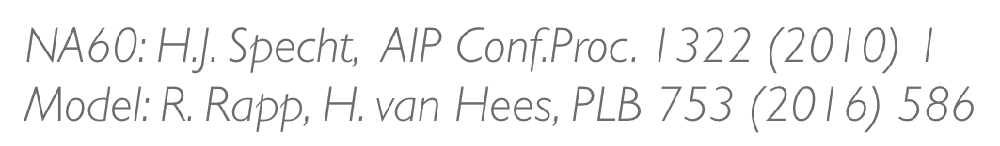 NA60: H.J. Specht, AIP Conf.Proc. 1322 (2010) 1
Model: R. Rapp, H. van Hees, PLB 753 (2016) 586